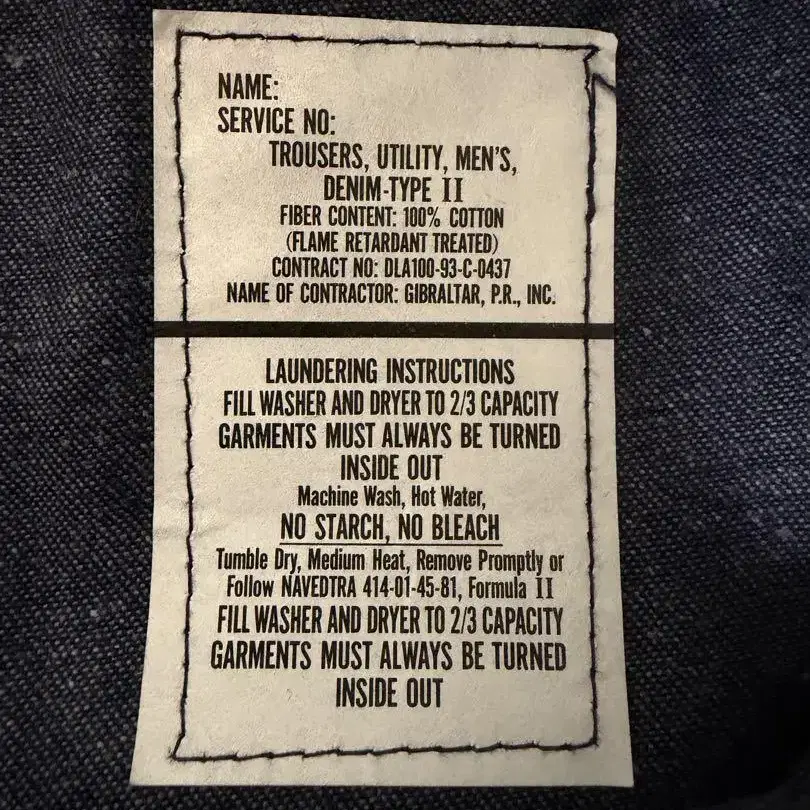 NAME:
SERVICE NO:
TROUSERS, UTILITY, MEN'S,
DENIM-TYPE II
FIBER CONTENT: 100% COTTON
(FLAME RETARDANT TREATED)
CONTRACT NO: DLA100-93-C-0437
NAME OF CONTRACTOR: GIBRALTAR, P.R., INC.
LAUNDERING INSTRUCTIONS
FILL WASHER AND DRYER TO 2/3 CAPACITY
GARMENTS MUST ALWAYS BE TURNED
INSIDE OUT
Machine Wash, Hot Water,
NO STARCH, NO BLEACH
Tumble Dry, Medium Heat, Remove Promptly or
Follow NAVEDTRA 414-01-45-81, Formula II
FILL WASHER AND DRYER TO 2/3 CAPACITY
GARMENTS MUST ALWAYS BE TURNED
INSIDE OUT